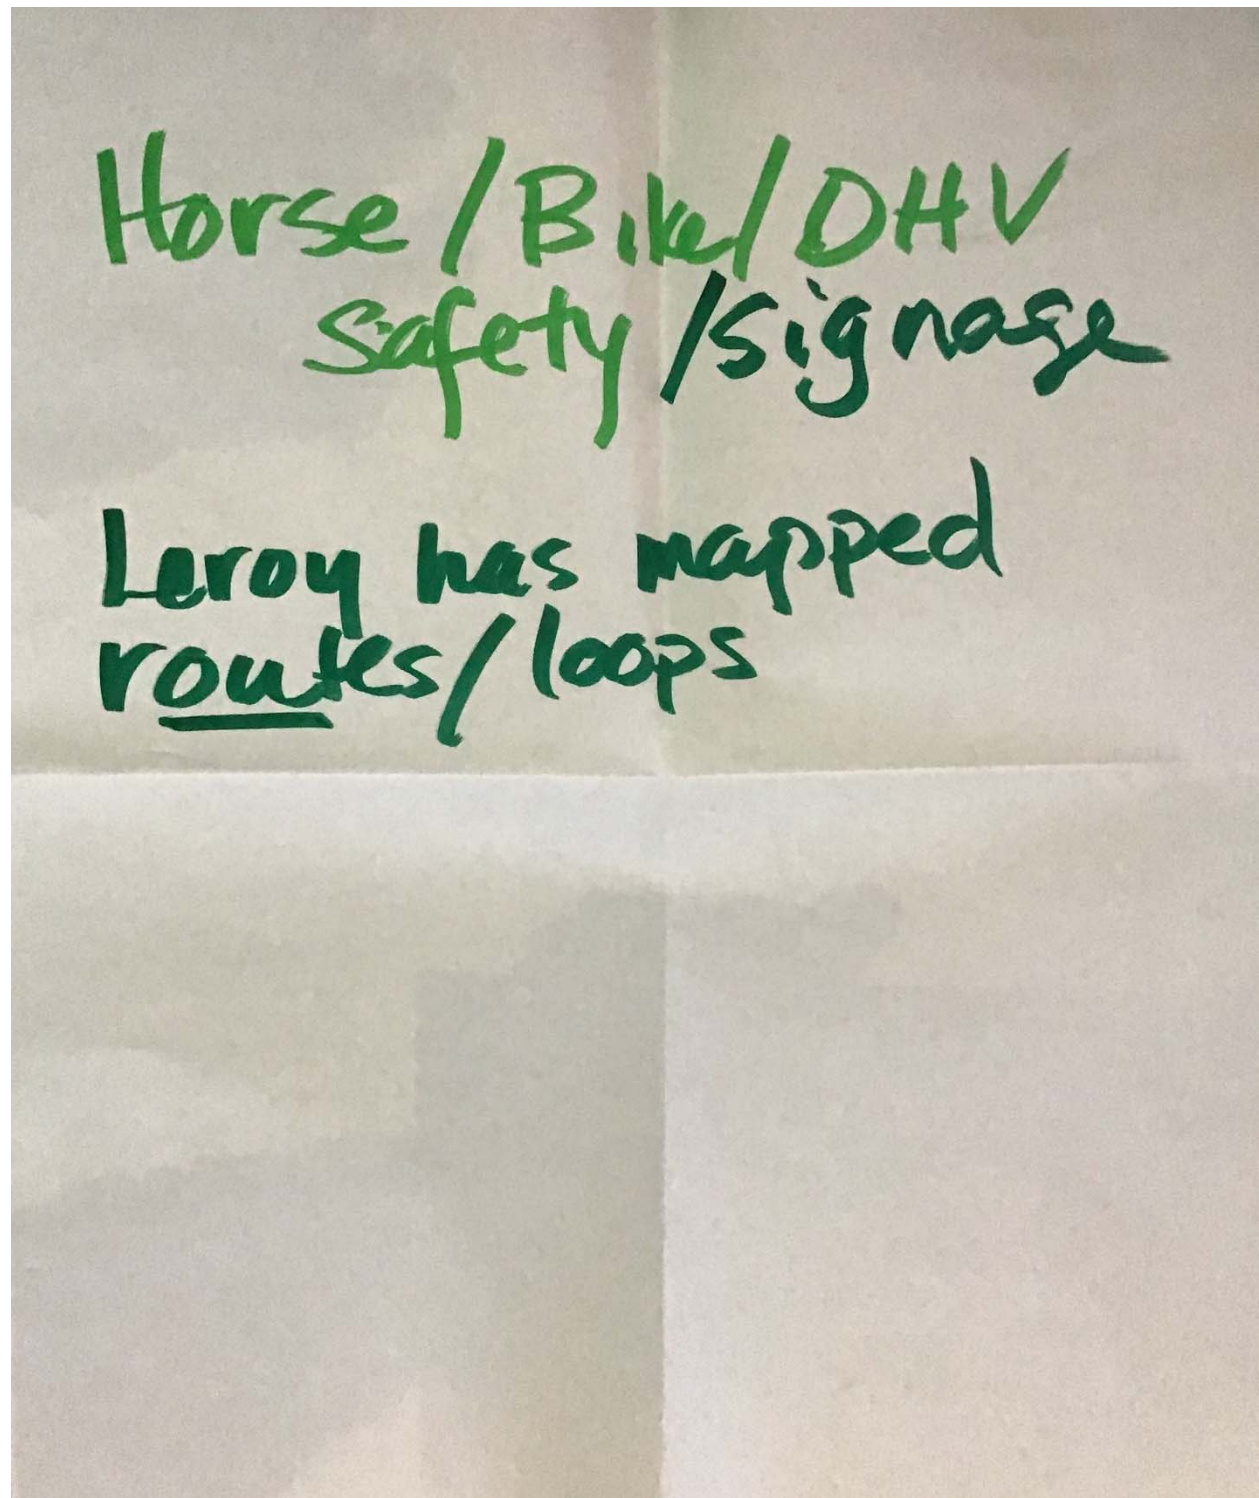 Horse / Bike / OHV
safety / signage
Leroy has mapped
routes / loops